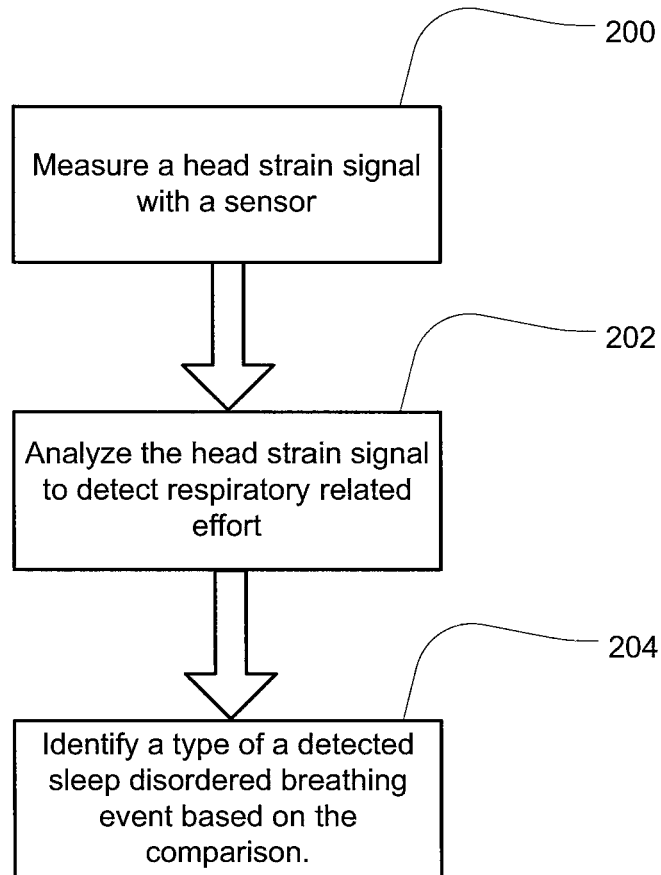 200
Measure a head strain signal
with a sensor
202
Analyze the head strain signal
to detect respiratory related
effort
204
Identify a type of a detected
sleep disordered breathing
event based on the
comparison.